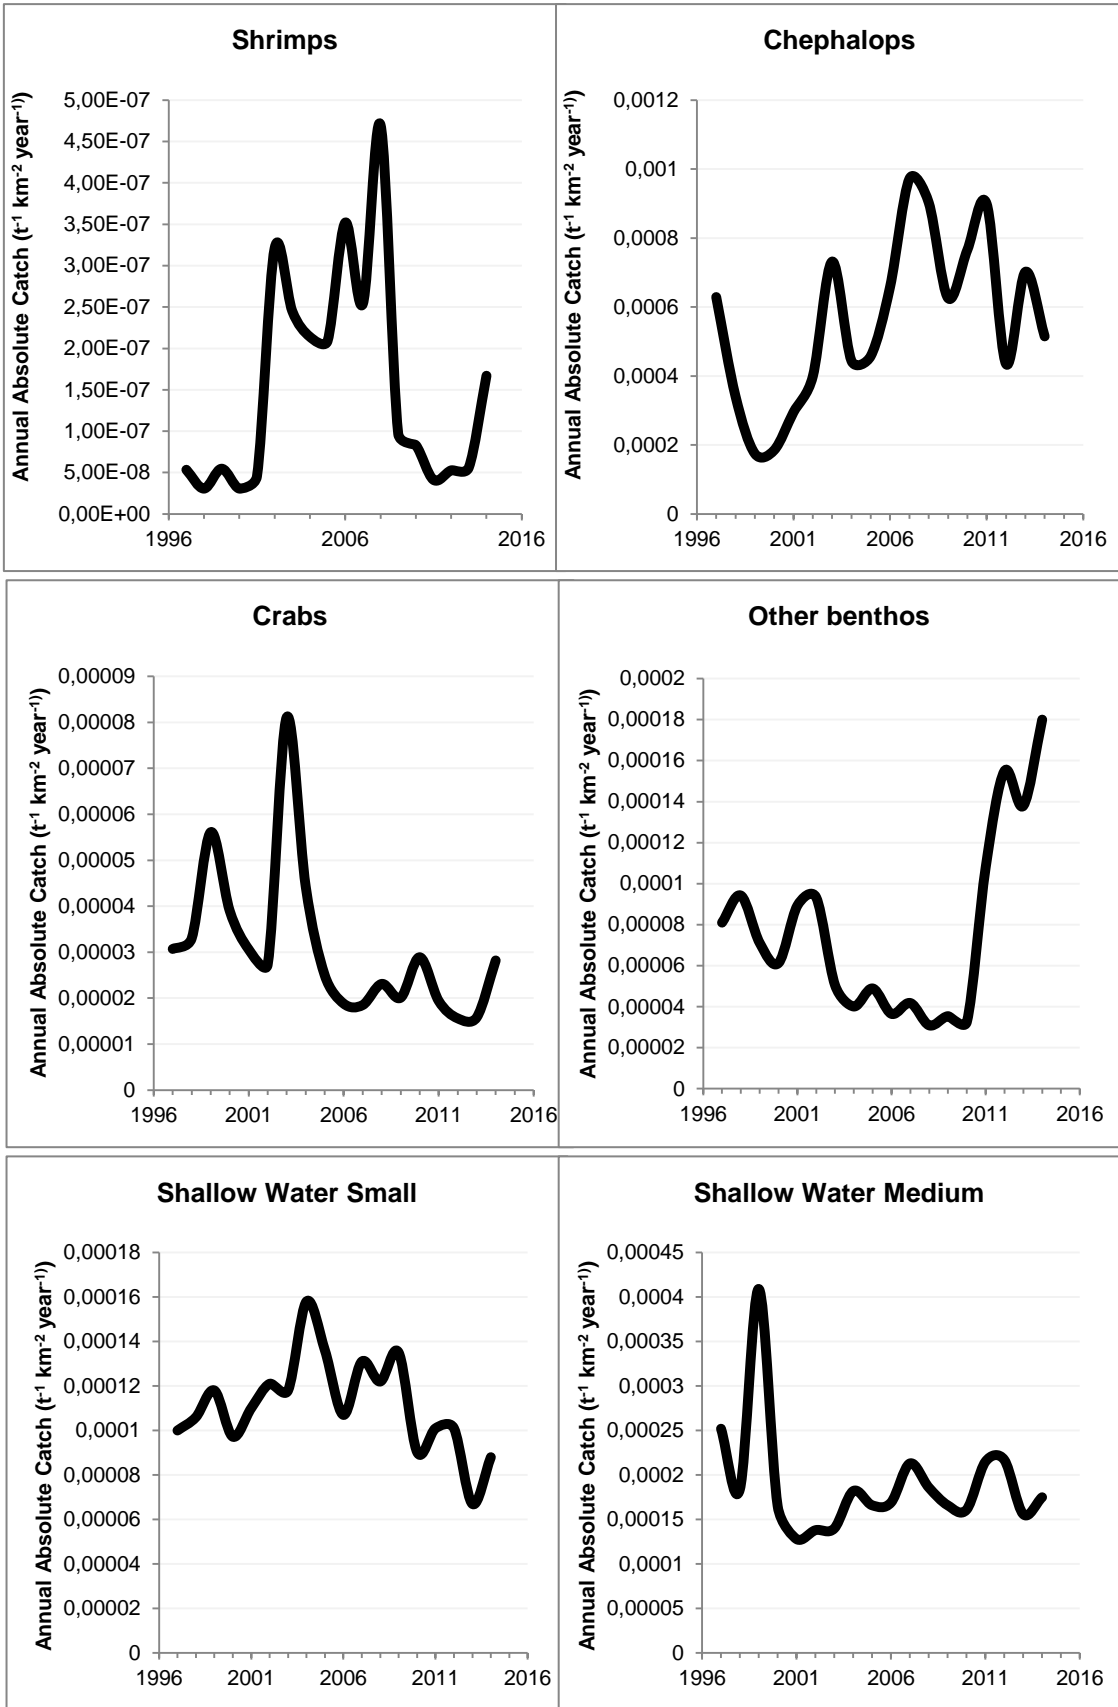 Shrimps
Annual Absolute Catch (t-1 km-2 year-1))
5,00E-07
4,50E-07
4,00E-07
3,50E-07
3,00E-07
2,50E-07
2,00E-07
1,50E-07
1,00E-07
5,00E-08
0,00E+00
1996 2006 2016
Chephalops
Annual Absolute Catch (t-1 km-2 year-1))
0,0012
0,001
0,0008
0,0006
0,0004
0,0002
0
1996 2001 2006 2011 2016
Crabs
Annual Absolute Catch (t-1 km-2 year-1))
0,00009
0,00008
0,00007
0,00006
0,00005
0,00004
0,00003
0,00002
0,00001
0
1996 2001 2006 2011 2016
Other benthos
Annual Absolute Catch (t-1 km-2 year-1))
0,0002
0,00018
0,00016
0,00014
0,00012
0,0001
0,00008
0,00006
0,00004
0,00002
0
1996 2001 2006 2011 2016
Shallow Water Small
Annual Absolute Catch (t-1 km-2 year-1))
0,00018
0,00016
0,00014
0,00012
0,0001
0,00008
0,00006
0,00004
0,00002
0
1996 2001 2006 2011 2016
Shallow Water Medium
Annual Absolute Catch (t-1 km-2 year-1))
0,00045
0,0004
0,00035
0,0003
0,00025
0,0002
0,00015
0,0001
0,00005
0
1996 2001 2006 2011 2016